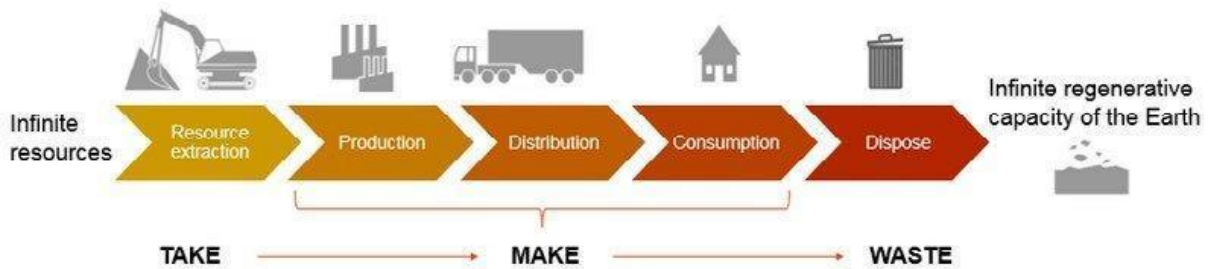 Infinite
resources
Resource
extraction
Production
Distribution
Consumption
Dispose
Infinite regenerative
capacity of the Earth
TAKE
MAKE
WASTE